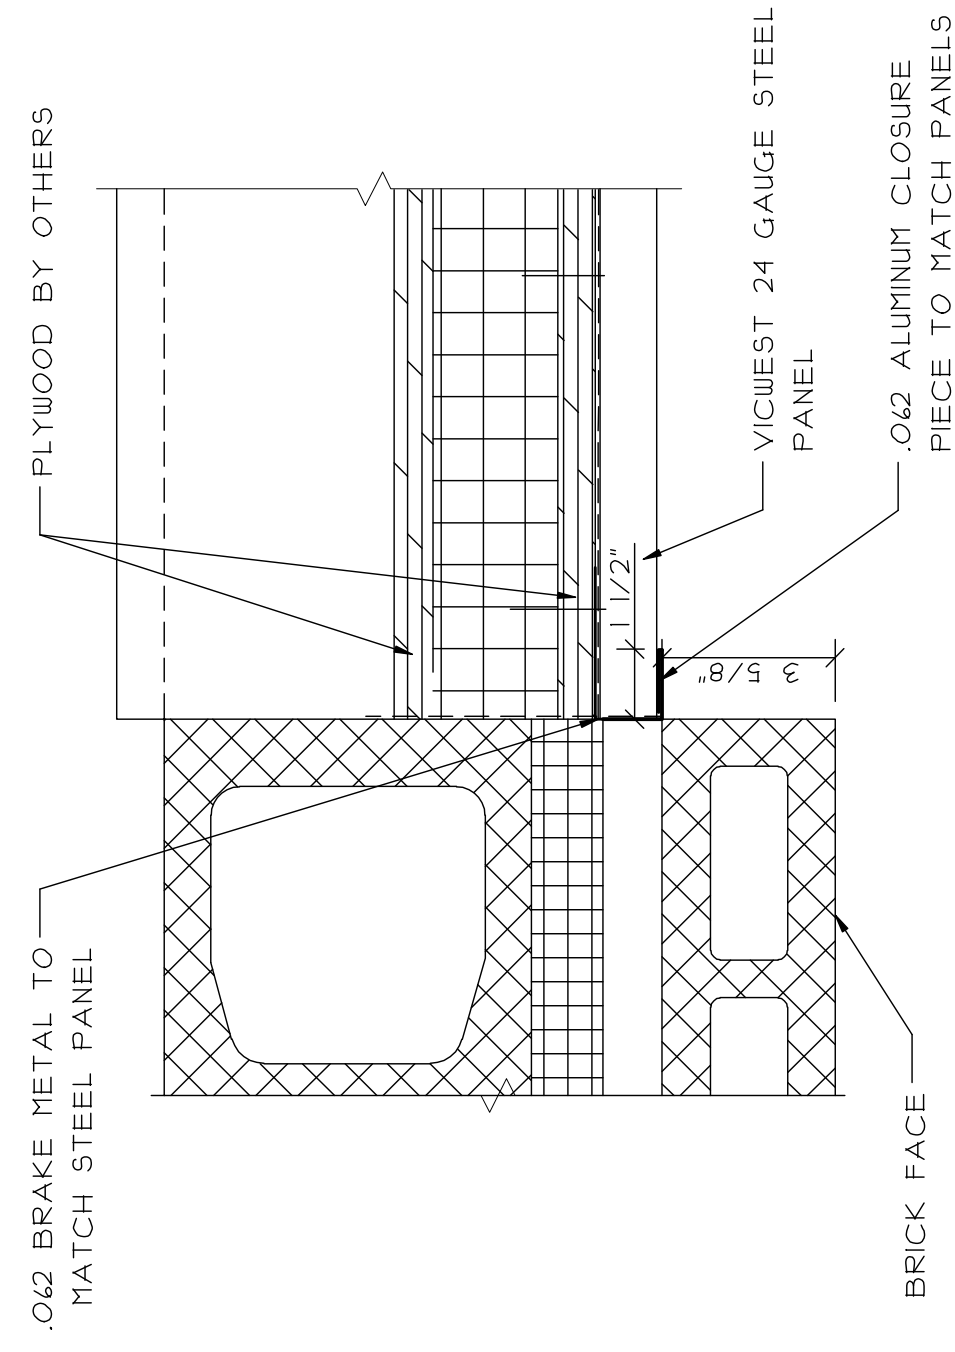 .062 BRAKE METAL TO
MATCH STEEL PANEL
PLYWOOD BY OTHERS
1 1/2"
3 5/8"
VICWEST 24 GAUGE STEEL
PANEL
.062 ALUMINUM CLOSURE
PIECE TO MATCH PANELS
BRICK FACE